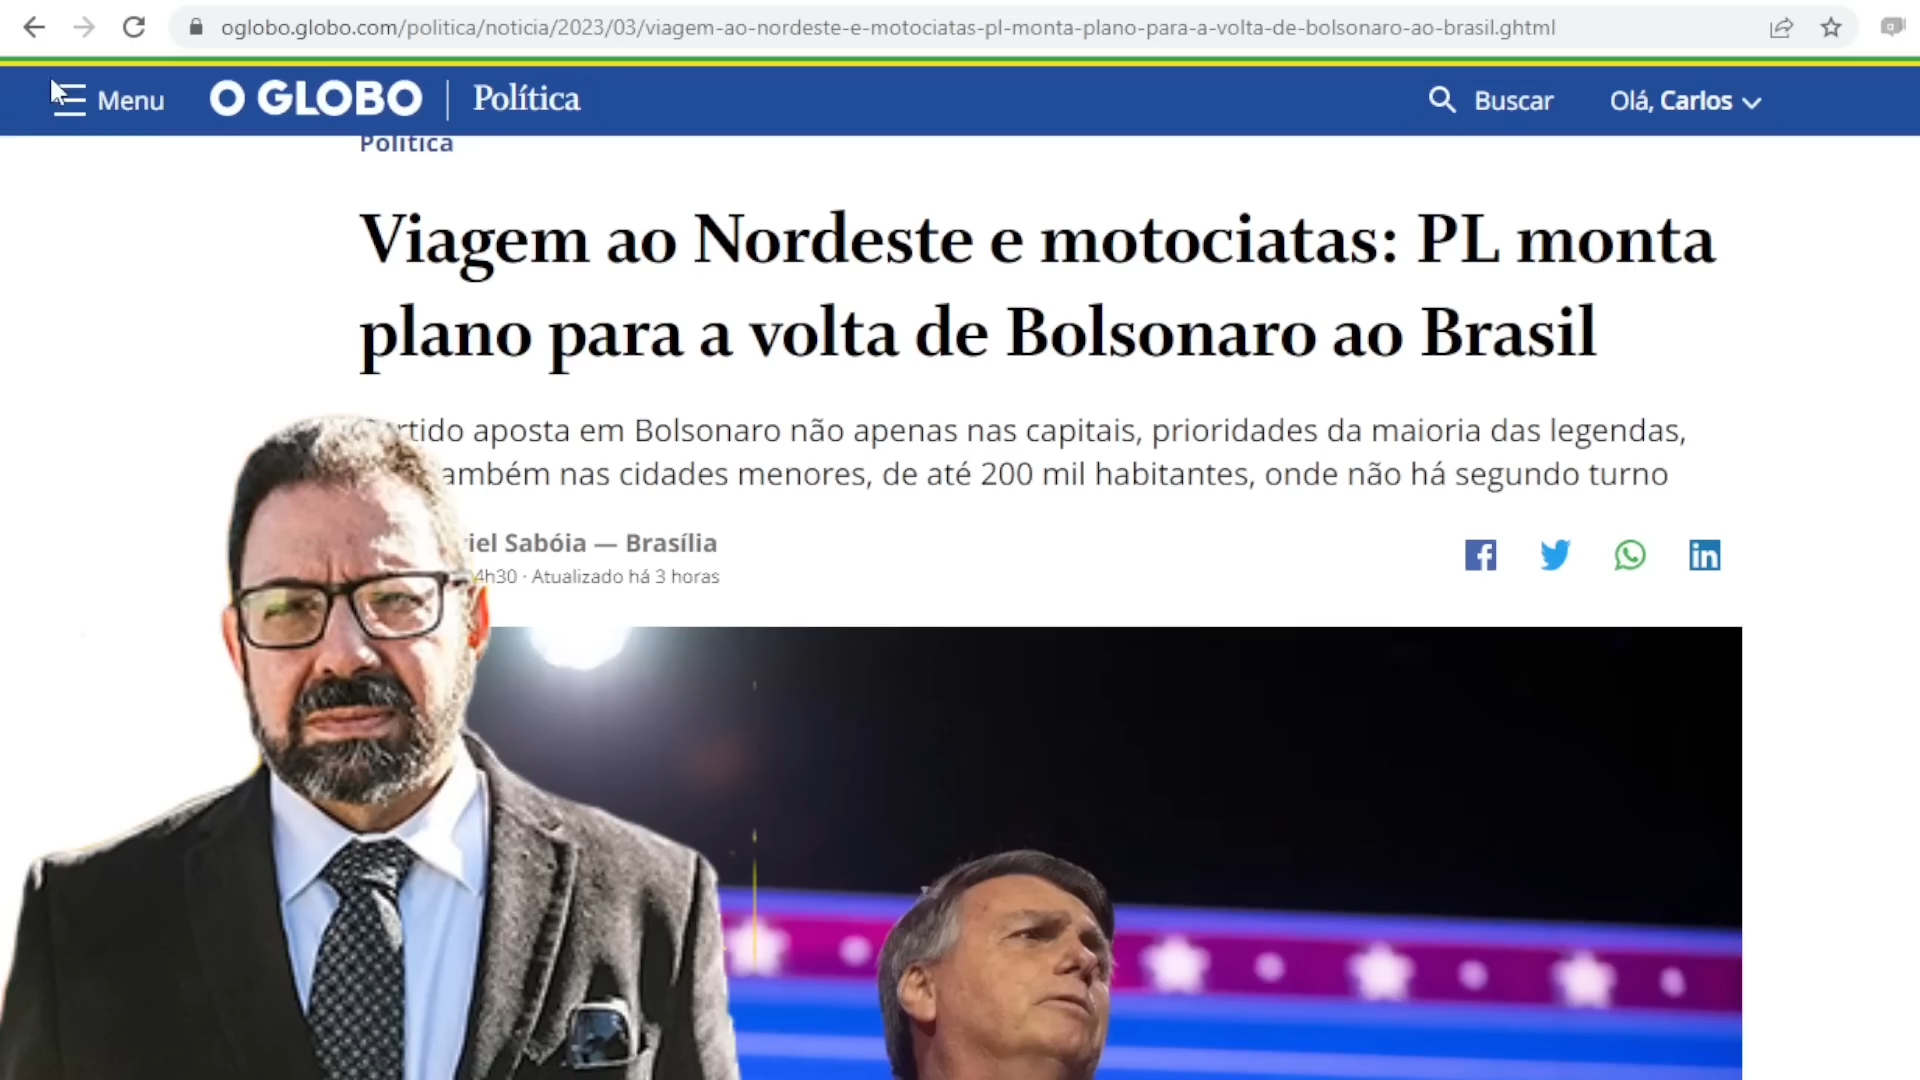 oglobo.globo.com/politica/noticia/2023/03/viagem-ao-nordeste-e-motociatas-pl-monta-plano-para-a-volta-de-bolsonaro-ao-brasil.ghtml
Menu O GLOBO Política Buscar Olá, Carlos
Política
Viagem ao Nordeste e motociatas: PL monta
plano para a volta de Bolsonaro ao Brasil
aposta em Bolsonaro não apenas nas capitais, prioridades da maioria das legendas,
nas cidades menores, de até 200 mil habitantes, onde não há segundo turno
Sabóia — Brasília
4h30 · Atualizado há 3 horas